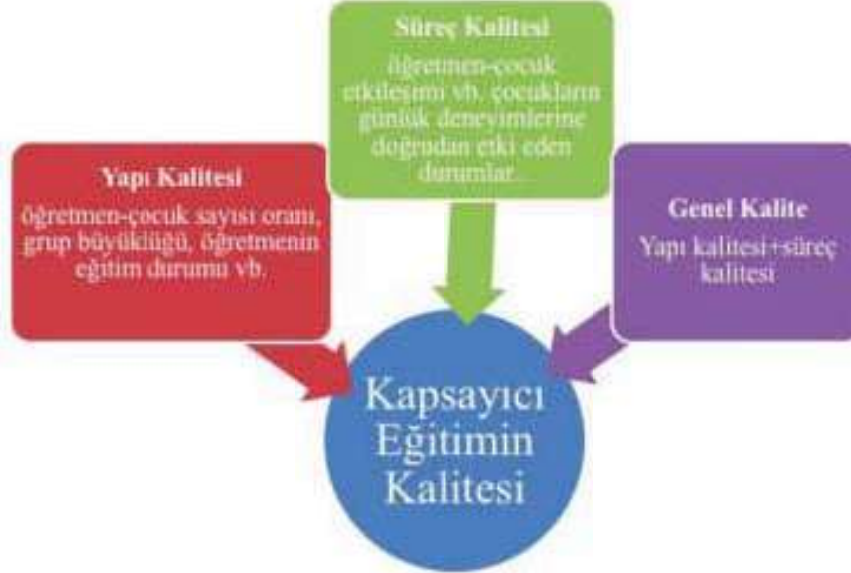 Süreç Kalitesi
öğretmen-çocuk
etkileşimi vb. çocukların
günlük deneyimlerine
doğrudan etki eden
durumlar.
Yapı Kalitesi
öğretmen-çocuk sayısı oranı,
grup büyüklüğü, öğretmenin
eğitim durumu vb.
Genel Kalite
Yapı kalitesi+süreç
kalitesi
Kapsayıcı
Eğitimin
Kalitesi